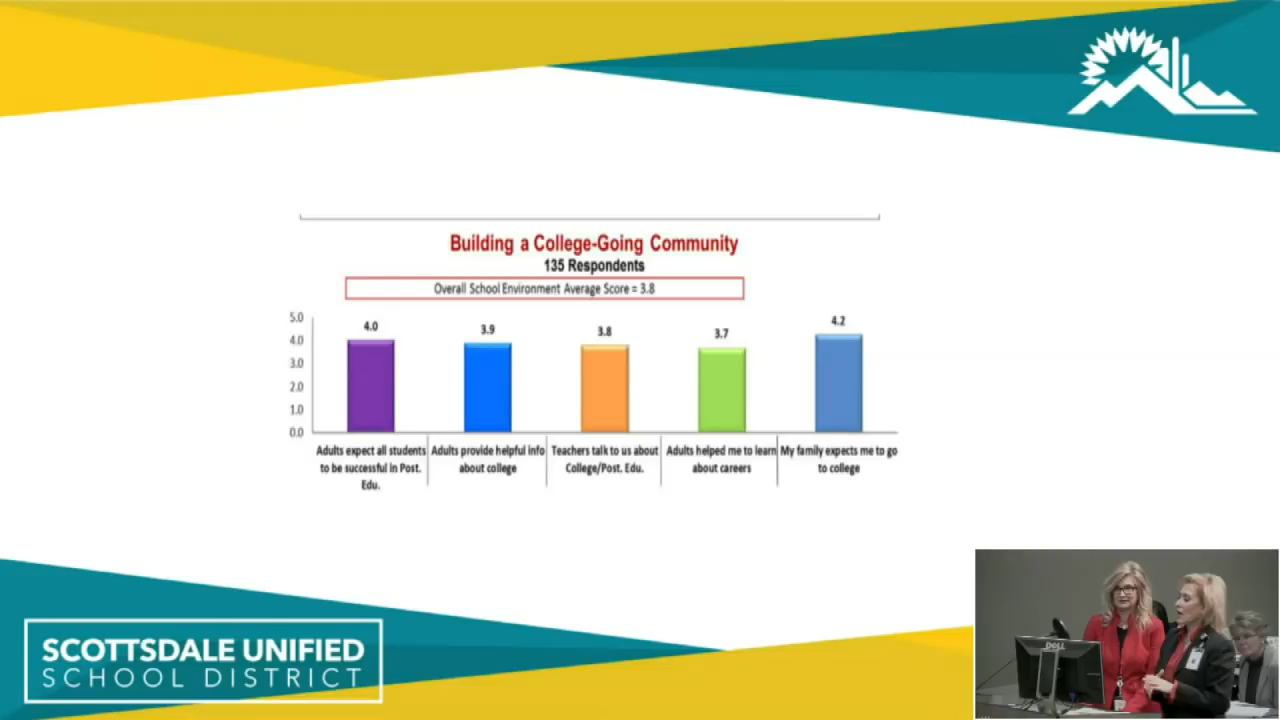 Building a College-Going Community
135 Respondents
Overall School Environment Average Score = 3.8
5.0
4.0
3.0
2.0
1.0
0.0
4.0
3.9
3.8
3.7
4.2
Adults expect all students
to be successful in Post.
Edu.
Adults provide helpful info
about college
Teachers talk to us about
College/Post. Edu.
Adults helped me to learn
about careers
My family expects me to go
to college
SCOTTSDALE UNIFIED
SCHOOL DISTRICT
DELL